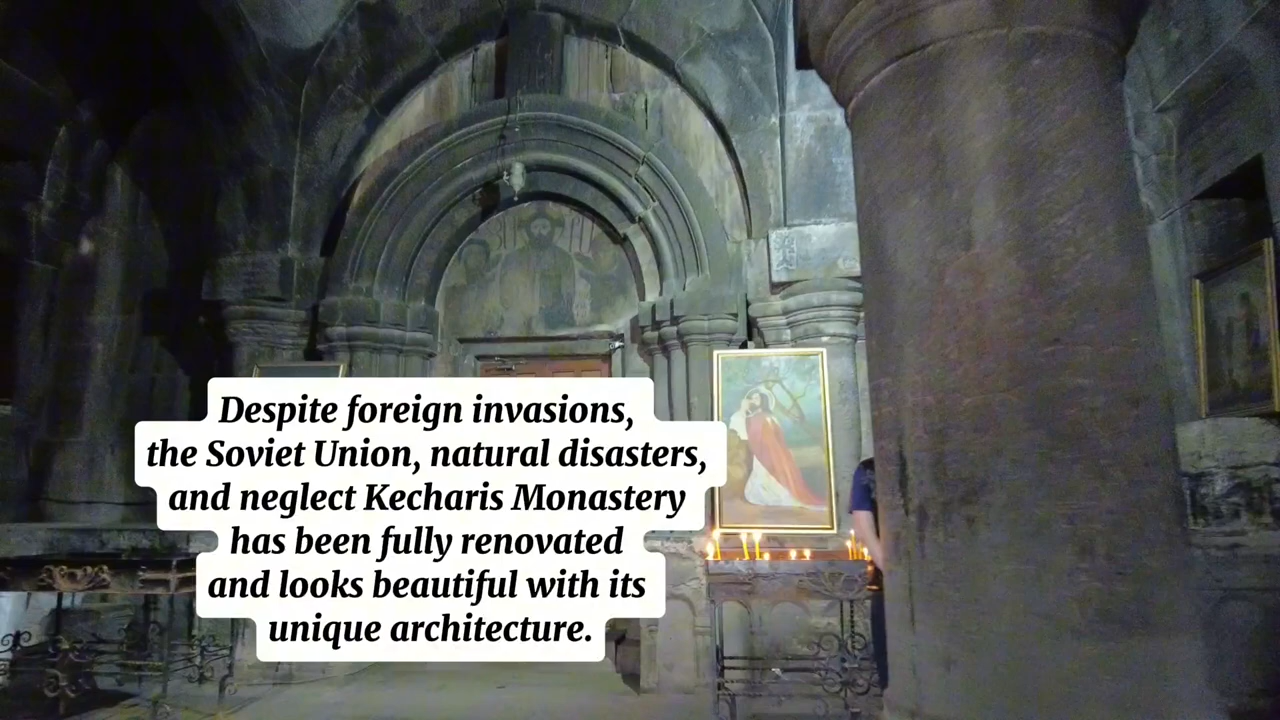 Despite foreign invasions,
the Soviet Union, natural disasters,
and neglect Kecharis Monastery
has been fully renovated
and looks beautiful with its
unique architecture.